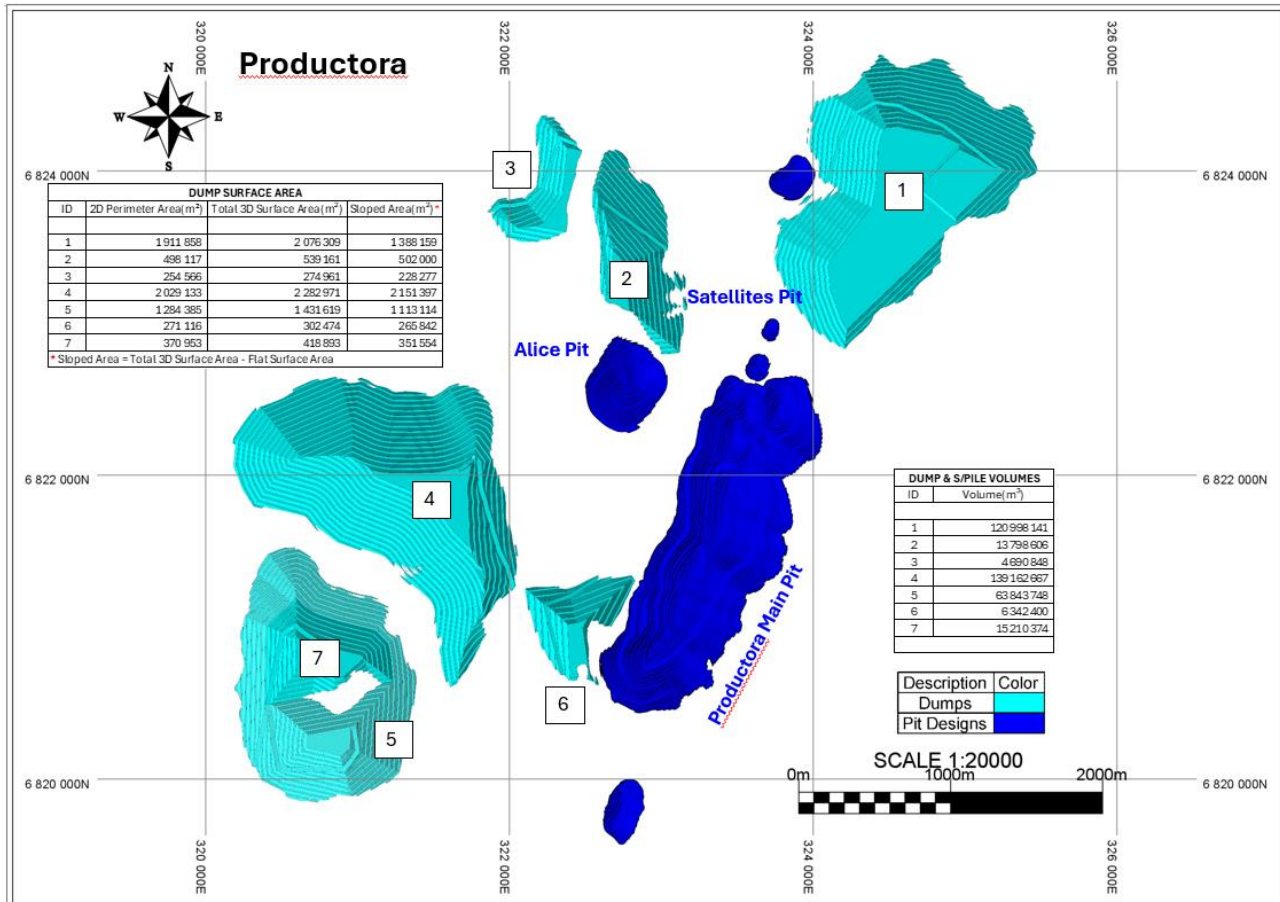 320 000E
322 000E
324 000E
326 000E
Productora
N
W E
S
3
1
6 824 000N
6 824 000N
DUMP SURFACE AREA
ID 2D Perimeter Area(m²) Total 3D Surface Area(m²) Sloped Area(m²)*
1 1 911 858 2 076 309 1 388 159
2 498 117 539 161 502 000
3 254 566 274 961 228 277
4 2 029 133 2 282 971 2 151 397
5 1 284 385 1 431 619 1 113 114
6 271 116 302 474 265 842
7 370 953 418 893 351 554
* Sloped Area = Total 3D Surface Area - Flat Surface Area
2
Satellites Pit
Alice Pit
6 822 000N
6 822 000N
4
DUMP & S/PILE VOLUMES
ID Volume(m³)
1 120 998 141
2 13 798 606
3 4 690 848
4 139 162 667
5 63 843 748
6 6 342 400
7 15 210 374
7
Productora Main Pit
6
5
Description Color
Dumps
Pit Designs
SCALE 1:20000
0m 1000m 2000m
6 820 000N
6 820 000N
320 000E
322 000E
324 000E
326 000E